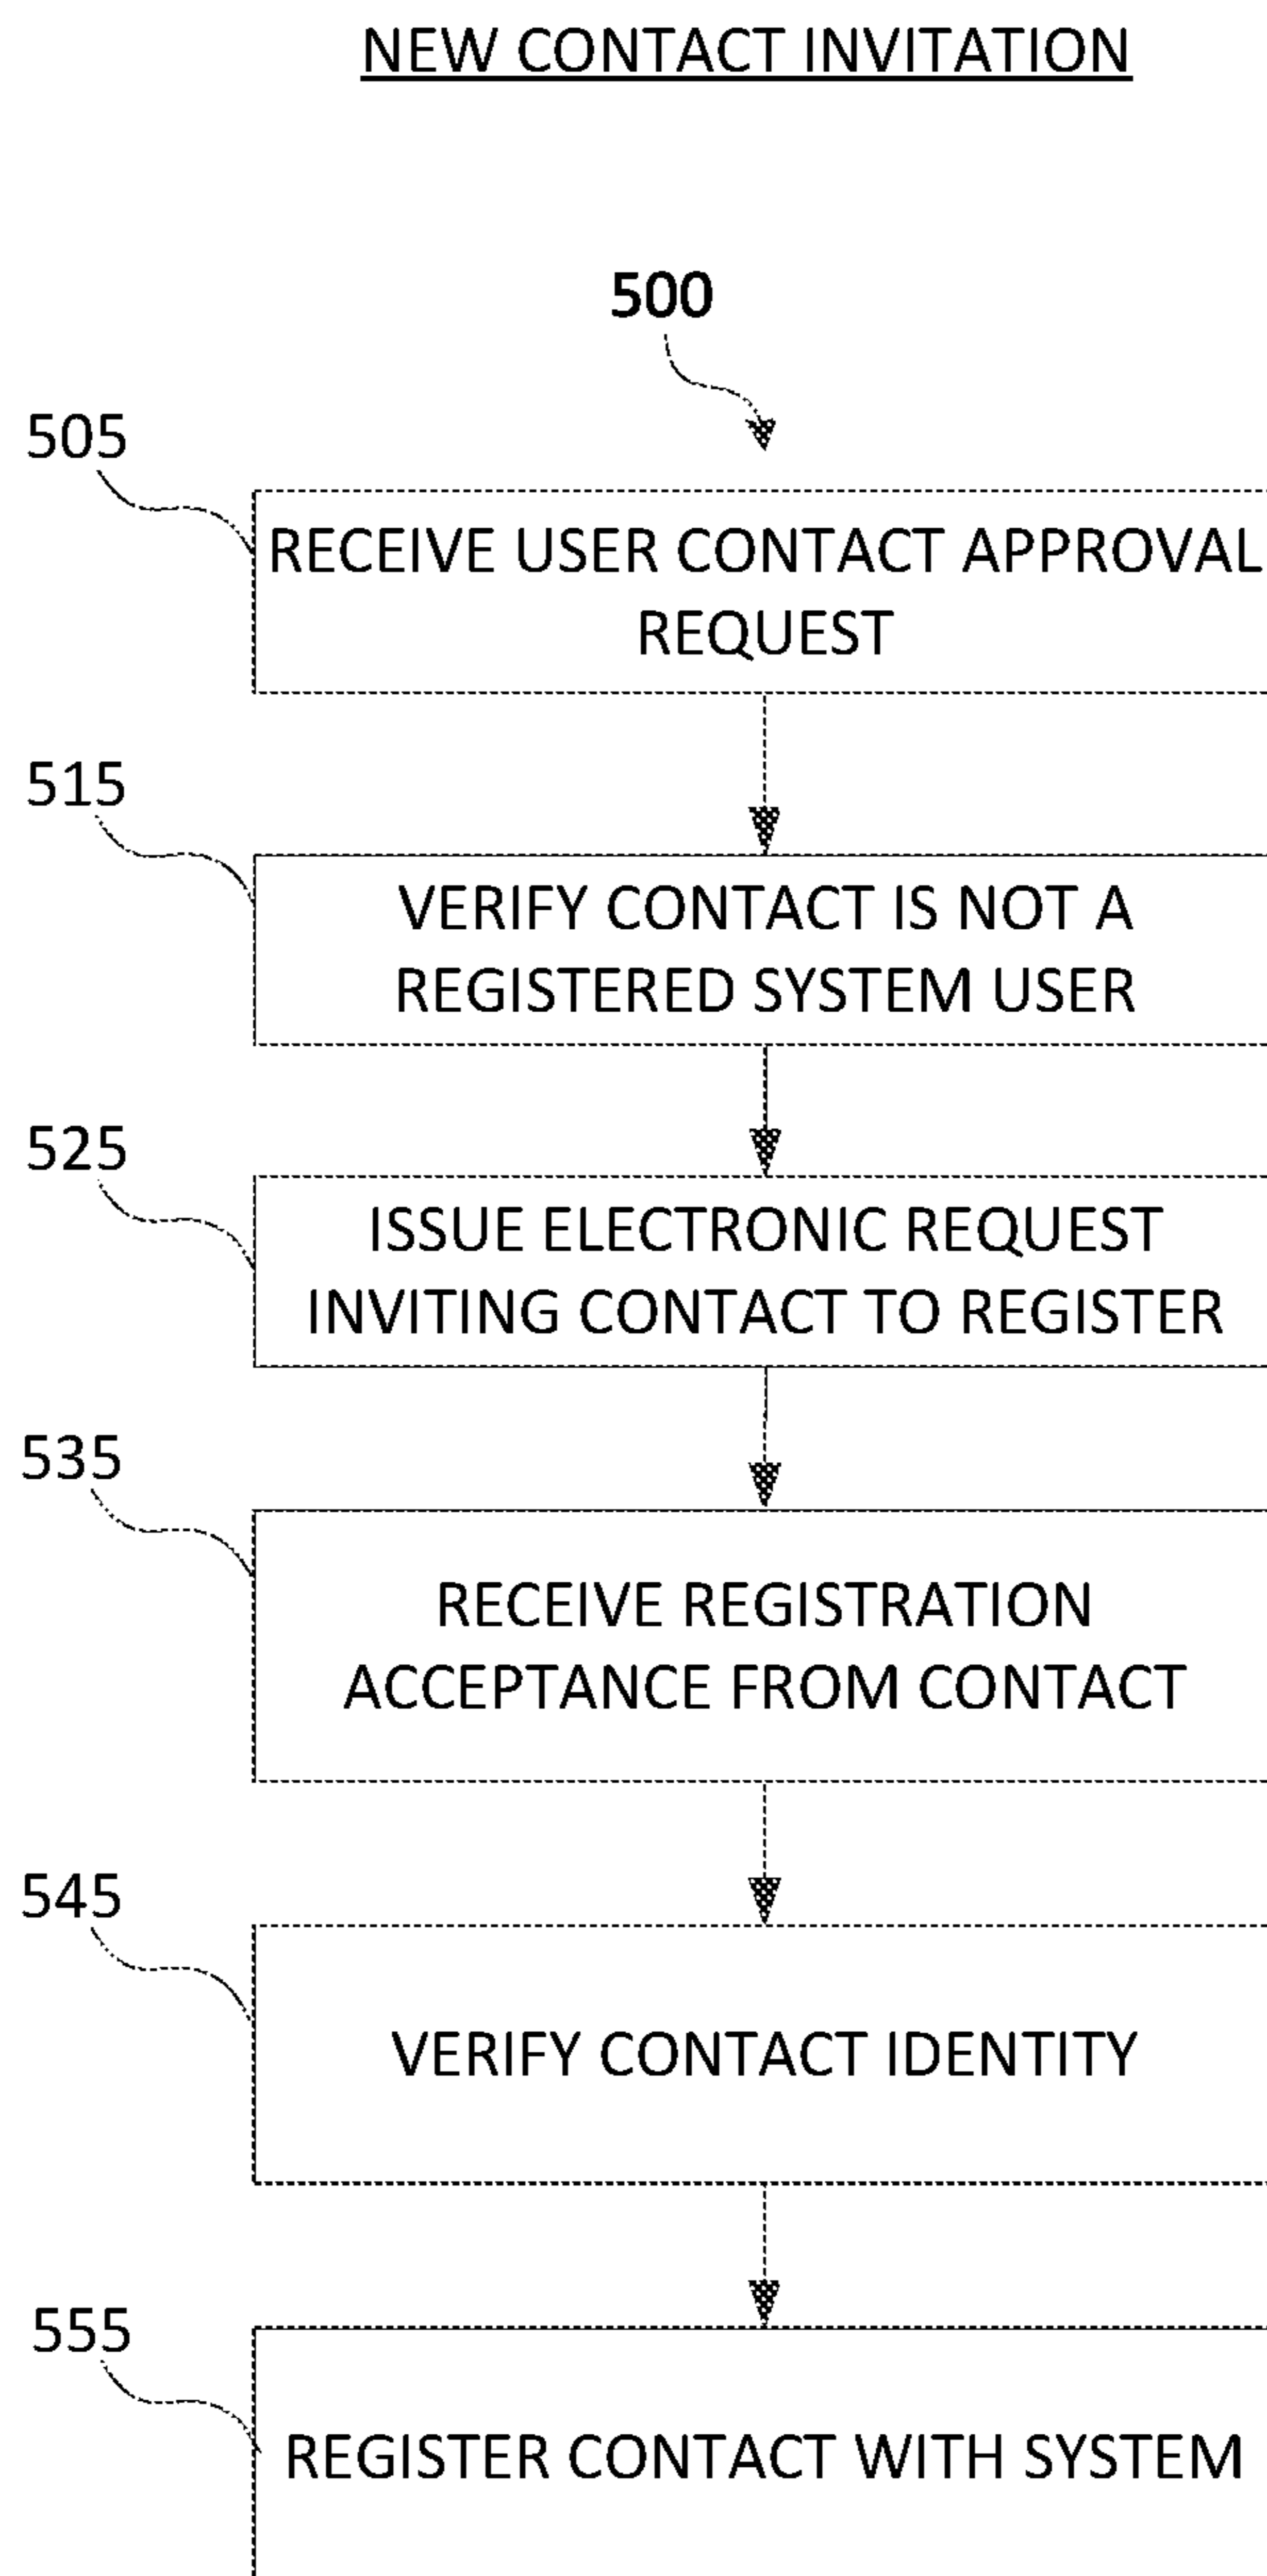 NEW CONTACT INVITATION
500
505
RECEIVE USER CONTACT APPROVAL
REQUEST
515
VERIFY CONTACT IS NOT A
REGISTERED SYSTEM USER
525
ISSUE ELECTRONIC REQUEST
INVITING CONTACT TO REGISTER
535
RECEIVE REGISTRATION
ACCEPTANCE FROM CONTACT
545
VERIFY CONTACT IDENTITY
555
REGISTER CONTACT WITH SYSTEM